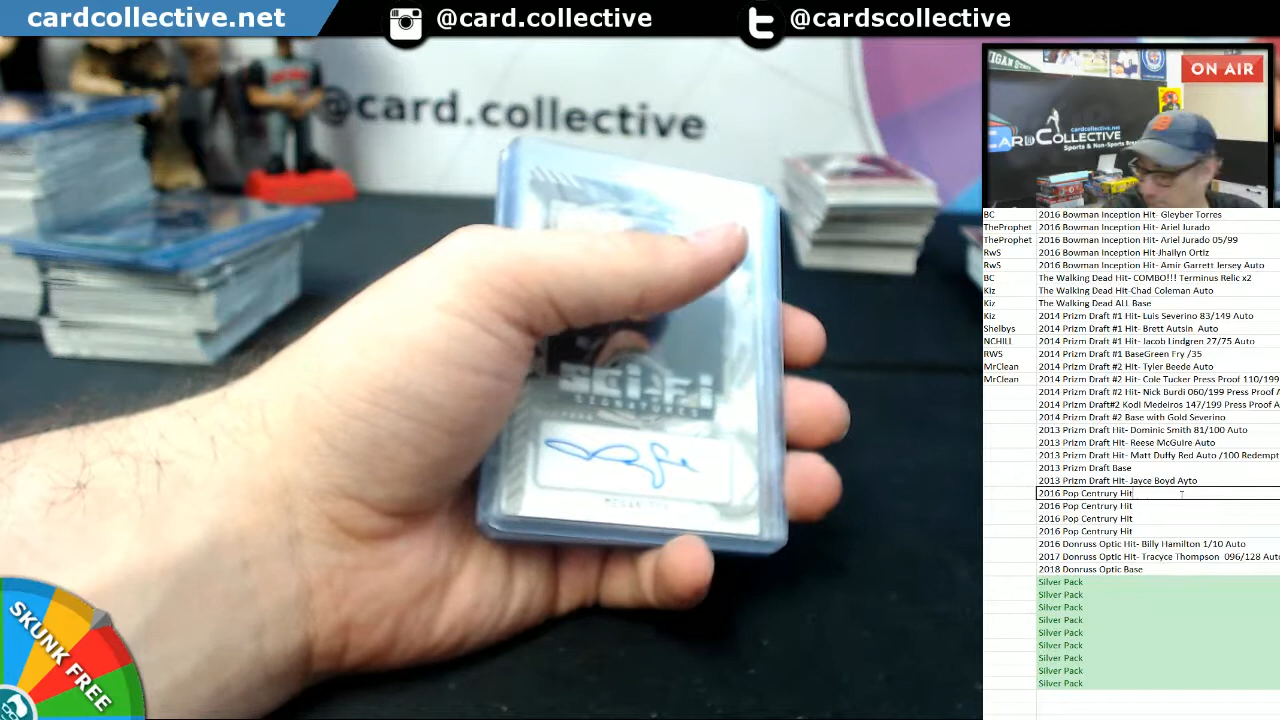 cardcollective.net
@card.collective
@cardscollective
@card.collective
IGAN STATE
ON AIR
cardcollective.net
CARDCOLLECTIVE
Sports & Non-Sports
SCI-FI
SIGNATURES
SKUNK FREE
BC 2016 Bowman Inception Hit- Gleyber Torres
TheProphet 2016 Bowman Inception Hit- Ariel Jurado
TheProphet 2016 Bowman Inception Hit- Ariel Jurado 05/99
RwS 2016 Bowman Inception Hit-Jhailyn Ortiz
RwS 2016 Bowman Inception Hit- Amir Garrett Jersey Auto
BC The Walking Dead Hit- COMBO!!! Terminus Relic x2
Kiz The Walking Dead Hit-Chad Coleman Auto
Kiz The Walking Dead ALL Base
Kiz 2014 Prizm Draft #1 Hit- Luis Severino 83/149 Auto
Shelbys 2014 Prizm Draft #1 Hit- Brett Autsin Auto
NCHILL 2014 Prizm Draft #1 Hit- Jacob Lindgren 27/75 Auto
RWS 2014 Prizm Draft #1 BaseGreen Fry /35
MrClean 2014 Prizm Draft #2 Hit- Tyler Beede Auto
MrClean 2014 Prizm Draft #2 Hit- Cole Tucker Press Proof 110/199
2014 Prizm Draft #2 Hit- Nick Burdi 060/199 Press Proof A
2014 Prizm Draft#2 Kodi Medeiros 147/199 Press Proof A
2014 Prizm Draft #2 Base with Gold Severino
2013 Prizm Draft Hit- Dominic Smith 81/100 Auto
2013 Prizm Draft Hit- Reese McGuire Auto
2013 Prizm Draft Hit- Matt Duffy Red Auto /100 Redempt
2013 Prizm Draft Base
2013 Prizm Draft Hit- Jayce Boyd Ayto
2016 Pop Centrury Hit
2016 Pop Centrury Hit
2016 Pop Centrury Hit
2016 Pop Centrury Hit
2016 Donruss Optic Hit- Billy Hamilton 1/10 Auto
2017 Donruss Optic Hit- Tracyce Thompson 096/128 Auto
2018 Donruss Optic Base
Silver Pack
Silver Pack
Silver Pack
Silver Pack
Silver Pack
Silver Pack
Silver Pack
Silver Pack
Silver Pack